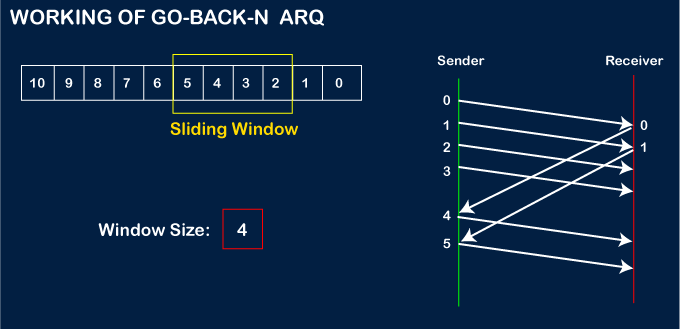 WORKING OF GO-BACK-N ARQ
Sender Receiver
10 9 8 7 6 5 4 3 2 1 0
Sliding Window
0
1
2
3
4
5
0
1
Window Size: 4